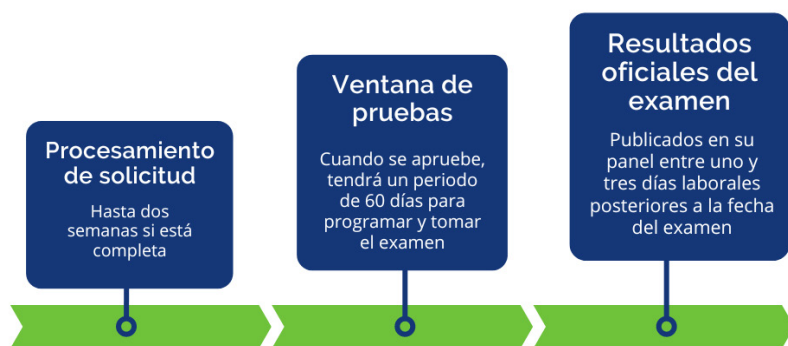 Procesamiento
de solicitud
Hasta dos
semanas si está
completa
Ventana de
pruebas
Cuando se apruebe,
tendrá un periodo
de 60 días para
programar y tomar
el examen
Resultados
oficiales del
examen
Publicados en su
panel entre uno y
tres días laborales
posteriores a la fecha
del examen